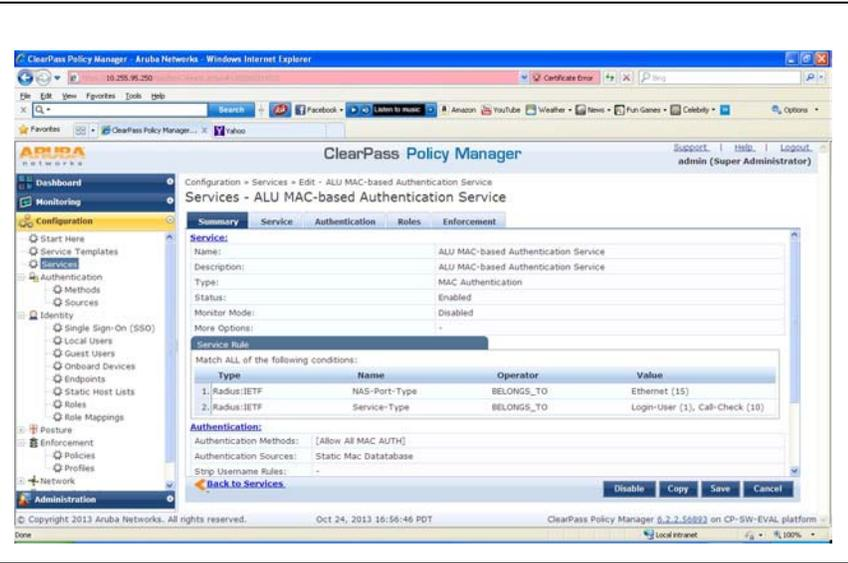 ClearPass Policy Manager - Aruba Networks - Windows Internet Explorer
10.255.95.250
Certificate Error
Bing
File Edit View Favorites Tools Help
Search Facebook Listen to music Amazon YouTube Weather News Fun Games Celebrity Options
Favorites ClearPass Policy Manager... Yahoo
ARUBA networks
ClearPass Policy Manager
Support | Help | Logout
admin (Super Administrator)
Dashboard
Monitoring
Configuration
Start Here
Service Templates
Services
Authentication
Methods
Sources
Identity
Single Sign-On (SSO)
Local Users
Guest Users
Onboard Devices
Endpoints
Static Host Lists
Roles
Role Mappings
Posture
Enforcement
Policies
Profiles
Network
Administration
Configuration » Services » Edit - ALU MAC-based Authentication Service
Services - ALU MAC-based Authentication Service
Summary Service Authentication Roles Enforcement
Service:
Name: ALU MAC-based Authentication Service
Description: ALU MAC-based Authentication Service
Type: MAC Authentication
Status: Enabled
Monitor Mode: Disabled
More Options: -
Service Rule
Match ALL of the following conditions:
Type Name Operator Value
1. Radius:IETF NAS-Port-Type BELONGS_TO Ethernet (15)
2. Radius:IETF Service-Type BELONGS_TO Login-User (1), Call-Check (10)
Authentication:
Authentication Methods: [Allow All MAC AUTH]
Authentication Sources: Static Mac Datatabase
Strip Username Rules: -
Back to Services
Disable Copy Save Cancel
© Copyright 2013 Aruba Networks. All rights reserved. Oct 24, 2013 16:56:46 PDT ClearPass Policy Manager 6.2.2.56893 on CP-SW-EVAL platform
Done Local intranet 100%